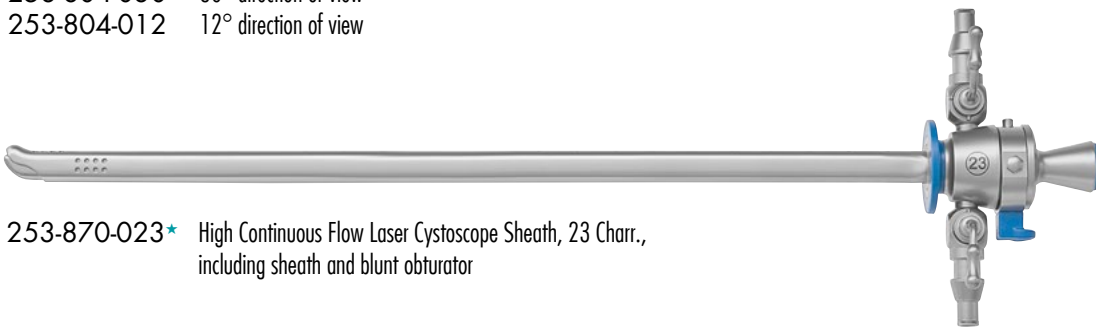 253-804-012 12° direction of view
23
253-870-023★ High Continuous Flow Laser Cystoscope Sheath, 23 Charr.,
including sheath and blunt obturator